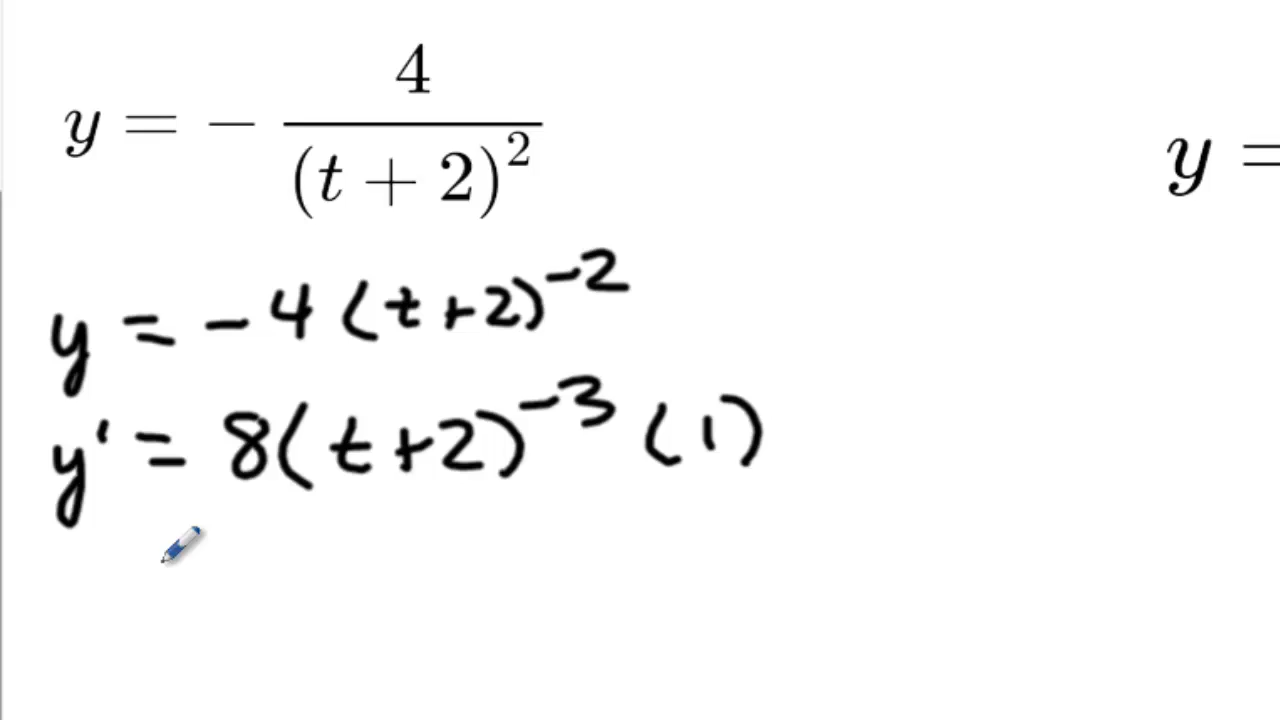 y = - 4/(t + 2)²
y =
y = -4(t+2)⁻²
y' = 8(t+2)⁻³ (1)